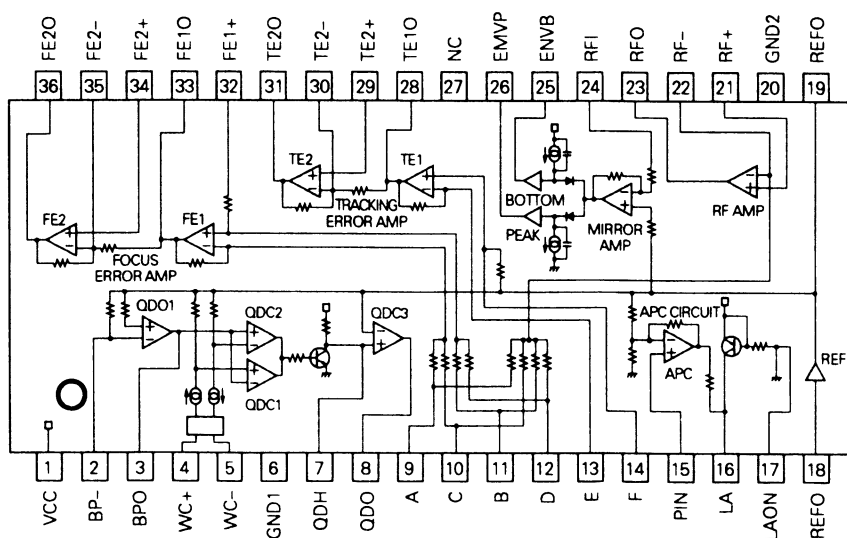 FE2O FE2- FE2+ FE1O FE1+ TE2O TE2- TE2+ TE1O NC EMVP ENVB RFI RFO RF- RF+ GND2 REFO
36 35 34 33 32 31 30 29 28 27 26 25 24 23 22 21 20 19
TE2
TE1
TRACKING
ERROR AMP
BOTTOM
PEAK
MIRROR
AMP
RF AMP
FE2
FE1
FOCUS
ERROR AMP
QDO1
QDC2
QDC3
QDC1
APC CIRCUIT
APC
REF
1 2 3 4 5 6 7 8 9 10 11 12 13 14 15 16 17 18
VCC BP- BPO WC+ WC- GND1 QDH QDO A C B D E F PIN LA LAON REFO